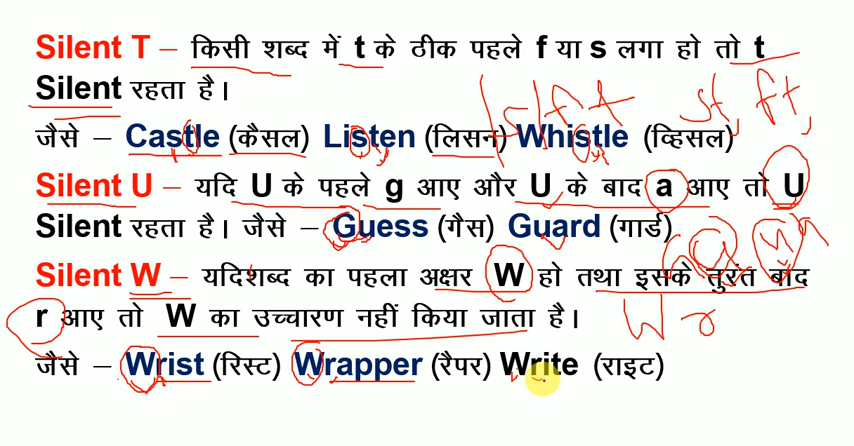 Silent T – किसी शब्द में t के ठीक पहले f या s लगा हो तो t
Silent रहता है।
जैसे – Castle (कैसल) Listen (लिसन) Whistle (व्हिसल)
Silent U – यदि U के पहले g आए और U के बाद a आए तो U
Silent रहता है। जैसे – Guess (गैस) Guard (गार्ड)
Silent W – यदि शब्द का पहला अक्षर W हो तथा इसके तुरंत बाद
r आए तो W का उच्चारण नहीं किया जाता है।
W r
जैसे – Wrist (रिस्ट) Wrapper (रैपर) Write (राइट)